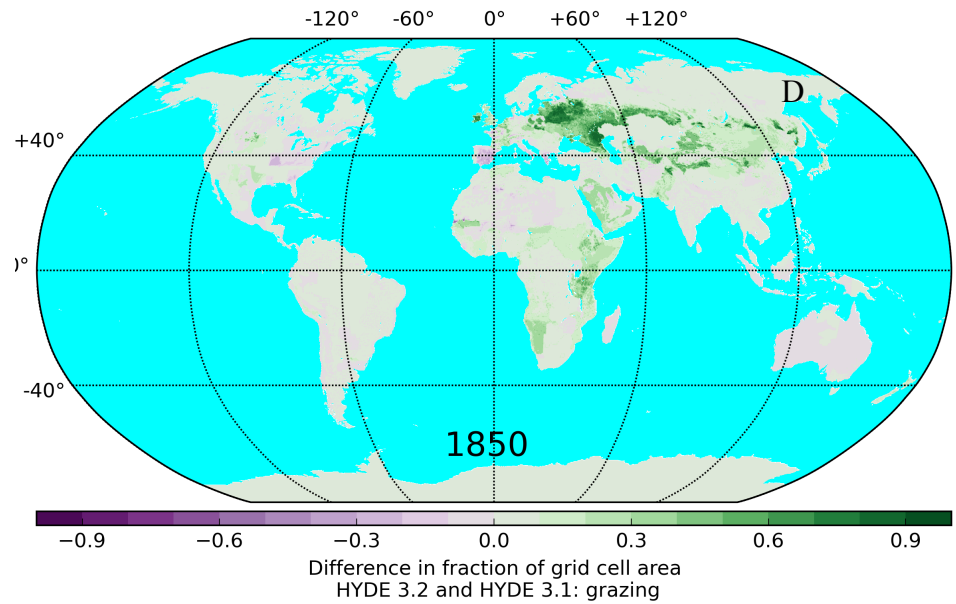 -120° -60° 0° +60° +120°
D
+40°
0°
-40°
1850
−0.9 −0.6 −0.3 0.0 0.3 0.6 0.9
Difference in fraction of grid cell area
HYDE 3.2 and HYDE 3.1: grazing